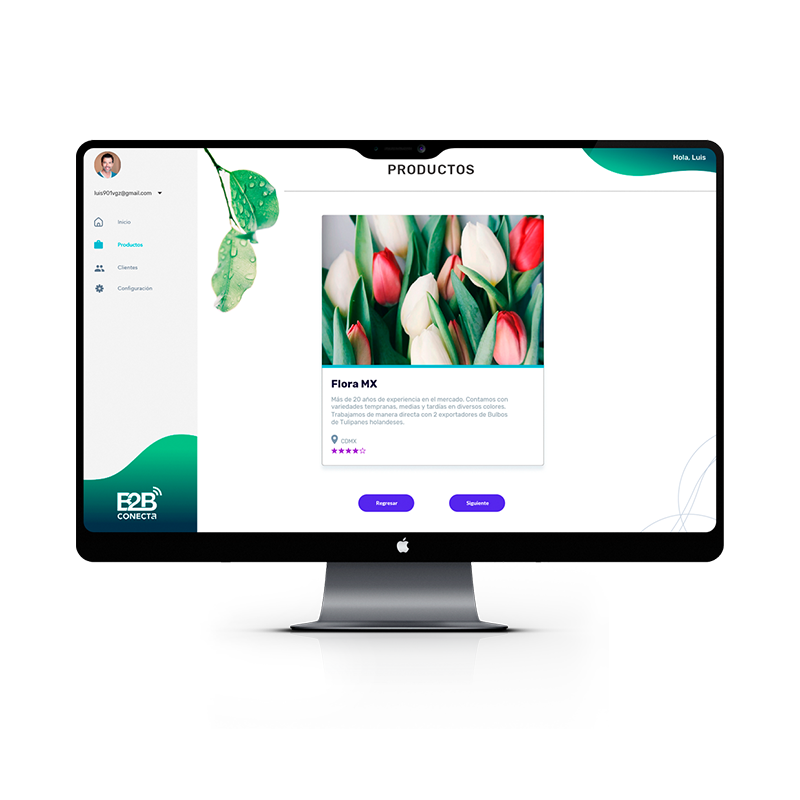 Hola, Luis
PRODUCTOS
luis901vgz@gmail.com
Inicio
Productos
Clientes
Configuración
Flora MX
Más de 20 años de experiencia en el mercado. Contamos con
variedades tempranas, medias y tardías en diversos colores.
Trabajamos de manera directa con 2 exportadores de Bulbos
de Tulipanes holandeses.
CDMX
Regresar
Siguiente
B2B
CONECTA